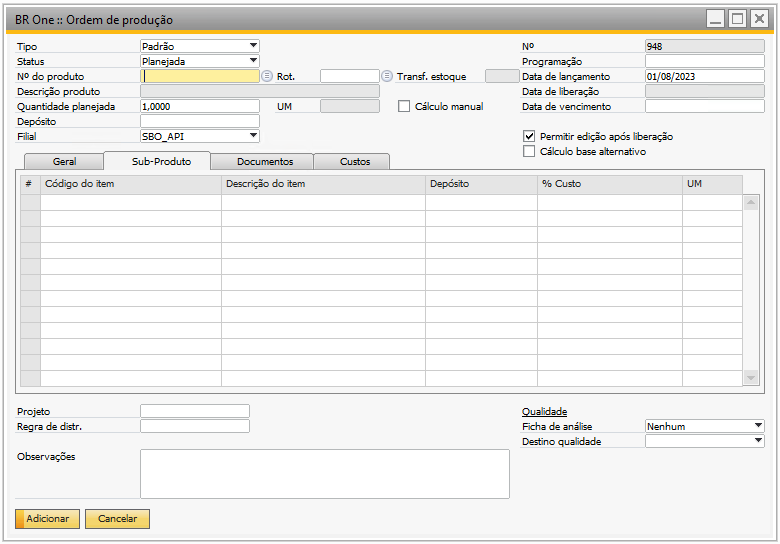 BR One :: Ordem de produção
Tipo Padrão Nº 948
Status Planejada Programação
Nº do produto Rot. Transf. estoque Data de lançamento 01/08/2023
Descrição produto Data de liberação
Quantidade planejada 1,0000 UM Cálculo manual Data de vencimento
Depósito
Filial SBO_API Permitir edição após liberação
Cálculo base alternativo
Geral Sub-Produto Documentos Custos
# Código do item Descrição do item Depósito % Custo UM
Projeto Qualidade
Regra de distr. Ficha de análise Nenhum
Destino qualidade
Observações
Adicionar Cancelar